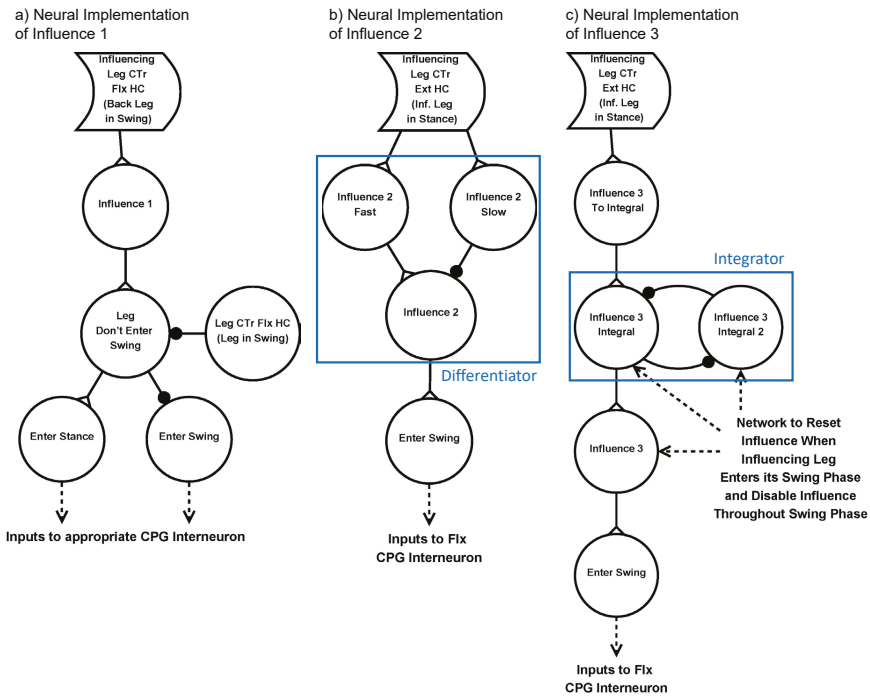 a) Neural Implementation
of Influence 1
Influencing
Leg CTr
Flx HC
(Back Leg
in Swing)
Influence 1
Leg
Don't Enter
Swing
Leg CTr Flx HC
(Leg in Swing)
Enter Stance
Enter Swing
Inputs to appropriate CPG Interneuron
b) Neural Implementation
of Influence 2
Influencing
Leg CTr
Ext HC
(Inf. Leg
in Stance)
Influence 2
Fast
Influence 2
Slow
Influence 2
Differentiator
Enter Swing
Inputs to Flx
CPG Interneuron
c) Neural Implementation
of Influence 3
Influencing
Leg CTr
Ext HC
(Inf. Leg
in Stance)
Influence 3
To Integral
Integrator
Influence 3
Integral
Influence 3
Integral 2
Network to Reset
Influence When
Influencing Leg
Enters its Swing Phase
and Disable Influence
Throughout Swing Phase
Influence 3
Enter Swing
Inputs to Flx
CPG Interneuron